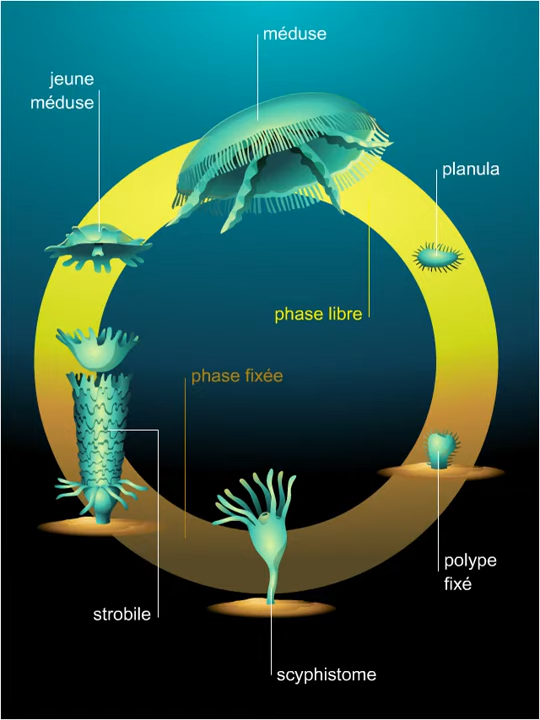 méduse
jeune
méduse
planula
phase libre
phase fixée
polype
fixé
strobile
scyphistome